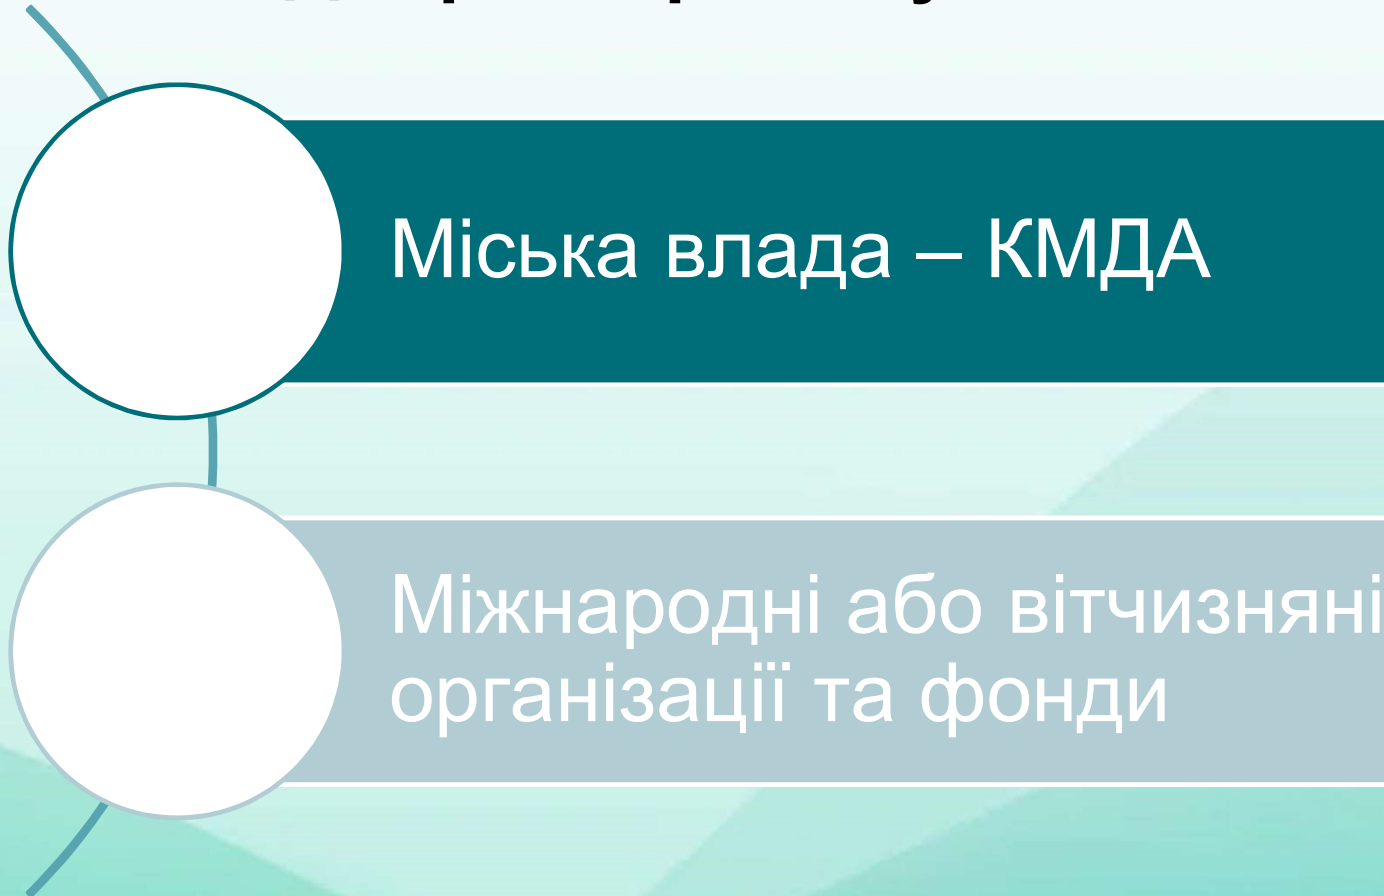 Міська влада – КМДА
Міжнародні або вітчизняні
організації та фонди